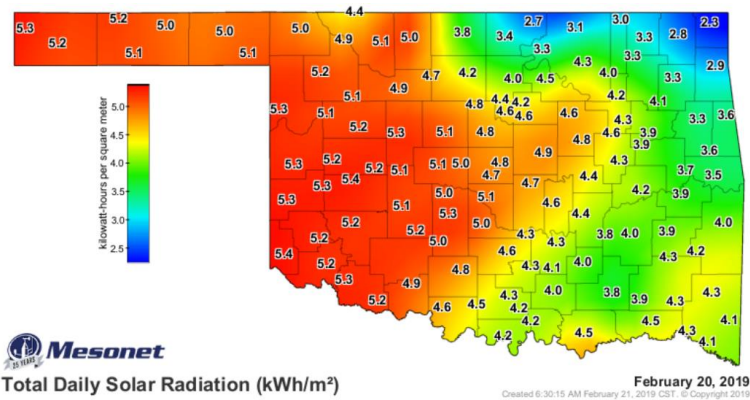 4.4
5.3 5.2 5.0 5.0 5.0 2.7 3.0 2.3
5.2 5.1 5.1 4.9 5.1 5.0 3.8 3.4 3.1 3.3 2.8
3.3 3.3
5.2 4.7 4.2 4.0 4.5 4.3 4.0 3.3 2.9
5.1 4.9 4.2 4.1
5.3 5.1 4.8 4.4 4.2 4.6 4.6 4.6 4.3 3.3 3.6
5.2 5.3 5.1 4.8 4.8 4.6 3.9
3.9
5.3 5.2 5.2 5.1 5.1 5.0 4.8 4.9 4.3 3.6
5.3 5.4 4.7 4.7 4.4 3.7 3.5
5.3 5.0 5.1 4.6 4.2 3.9
5.1 5.3 4.4
5.2 5.2 5.0 4.0
5.2 5.0 4.3 4.3 3.8 4.0 3.9
5.4 4.6 4.3 4.2
5.2 4.8 4.3 4.1 4.0
5.3 4.9 4.0 3.8 3.9 4.3 4.3
5.2 4.6 4.5 4.3 4.2
4.2 4.5 4.1
4.2 4.5 4.3 4.1
kilowatt-hours per square meter
5.0
4.5
4.0
3.5
3.0
2.5
25 YEARS
Mesonet
Total Daily Solar Radiation (kWh/m²)
February 20, 2019
Created 6:30:15 AM February 21, 2019 CST. © Copyright 2019